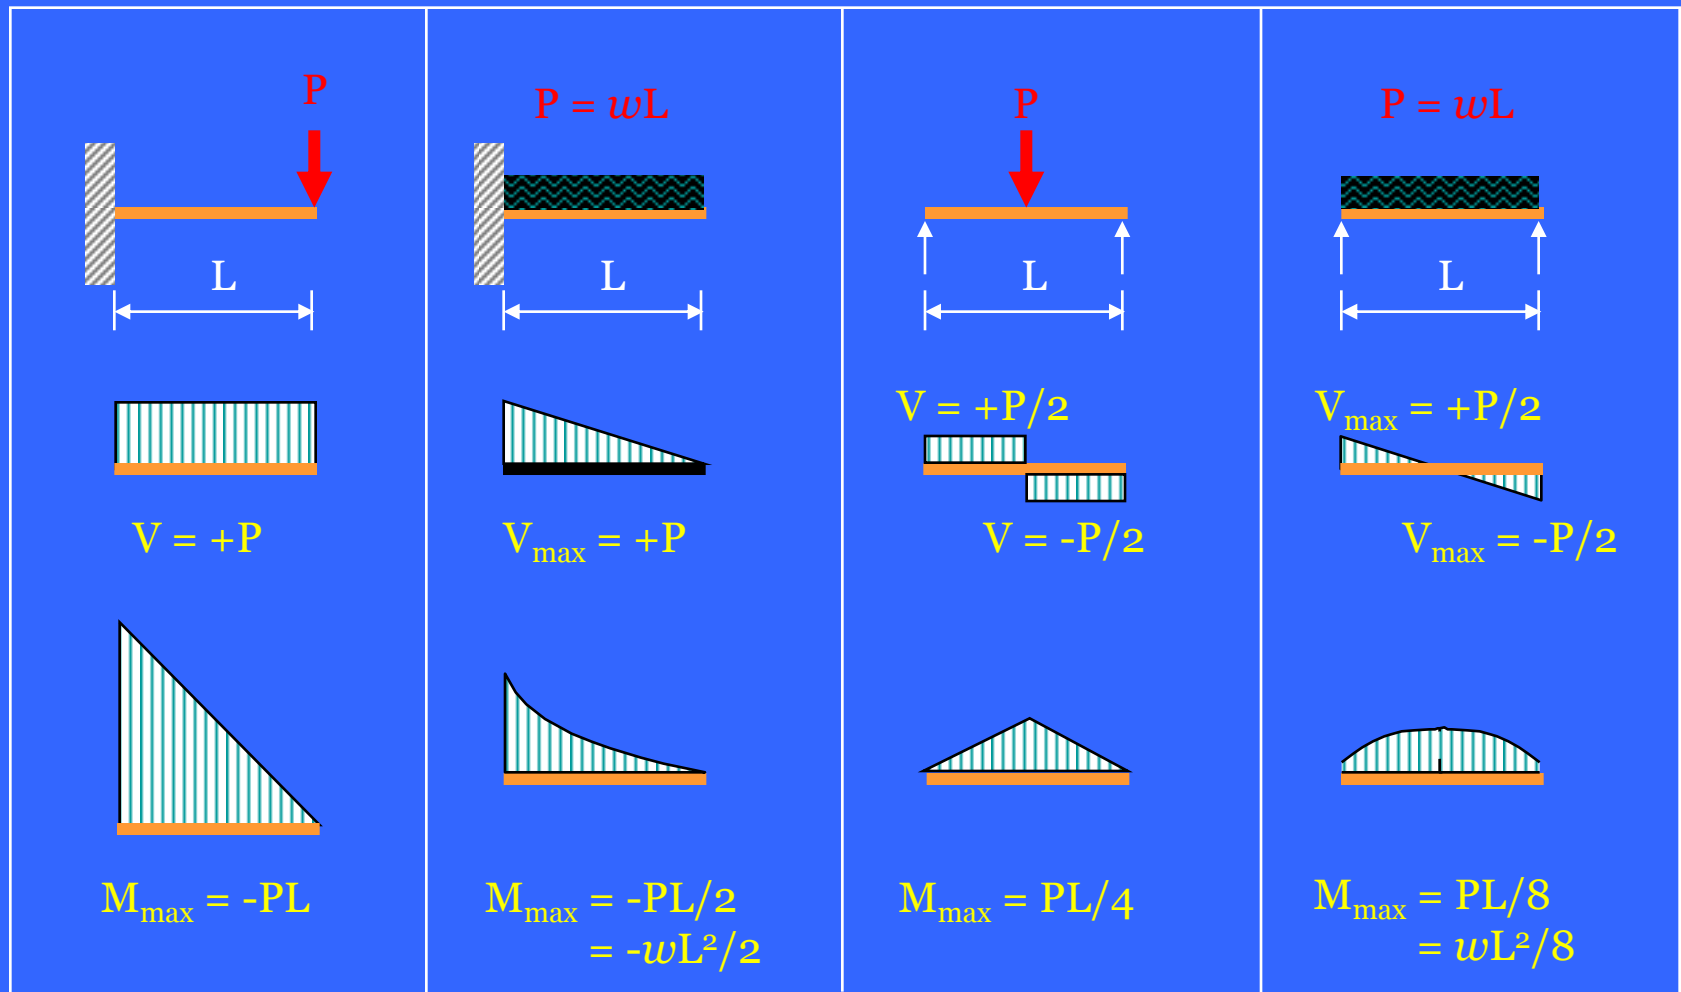 P
L
V = +P
Mmax = -PL
P = wL
L
Vmax = +P
Mmax = -PL/2
= -wL²/2
P
L
V = +P/2
V = -P/2
Mmax = PL/4
P = wL
L
Vmax = +P/2
Vmax = -P/2
Mmax = PL/8
= wL²/8